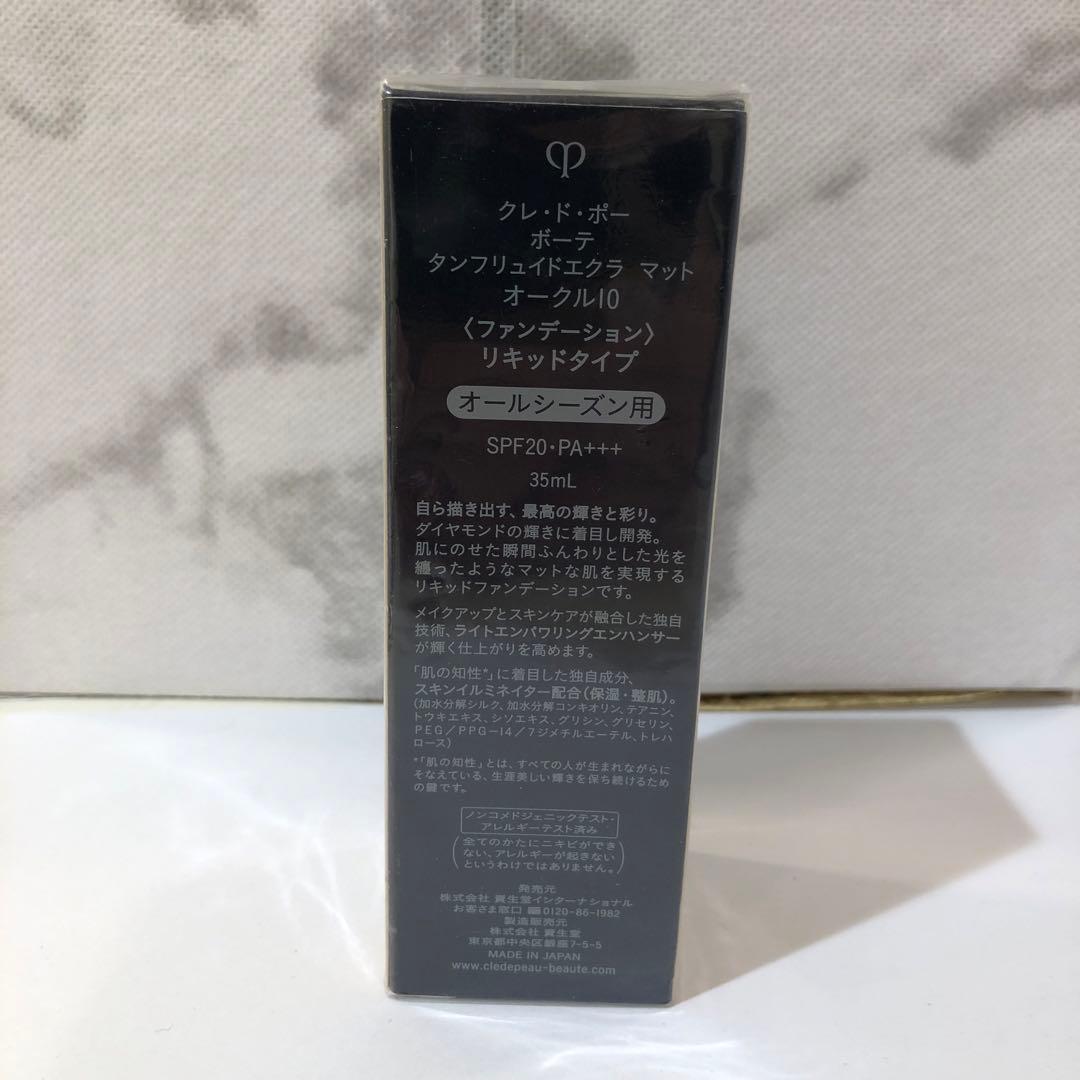 クレ・ド・ポー
ボーテ
タンフリュイドエクラ マット
オークル10
〈ファンデーション〉
リキッドタイプ
オールシーズン用
SPF20・PA+++
35mL
自ら描き出す、最高の輝きと彩り。
ダイヤモンドの輝きに着目し開発。
肌にのせた瞬間ふんわりとした光を
纏ったようなマットな肌を実現する
リキッドファンデーションです。
メイクアップとスキンケアが融合した独自
技術、ライトエンパワリングエンハンサー
が輝く仕上がりを高めます。
「肌の知性*」に着目した独自成分、
スキンイルミネイター配合（保湿・整肌）。
（加水分解シルク、加水分解コンキオリン、テアニン、
トウキエキス、シソエキス、グリシン、グリセリン、
PEG／PPG－14／7ジメチルエーテル、トレハ
ロース）
*「肌の知性」とは、すべての人が生まれながらに
そなえている、生涯美しい輝きを保ち続けるため
の鍵です。
ノンコメドジェニックテスト・
アレルギーテスト済み
（全てのかたにニキビができ
ない、アレルギーが起きない
というわけではありません。）
発売元
株式会社 資生堂インターナショナル
お客さま窓口 0120-86-1982
製造販売元
株式会社 資生堂
東京都中央区銀座7-5-5
MADE IN JAPAN
www.cledepeau-beaute.com